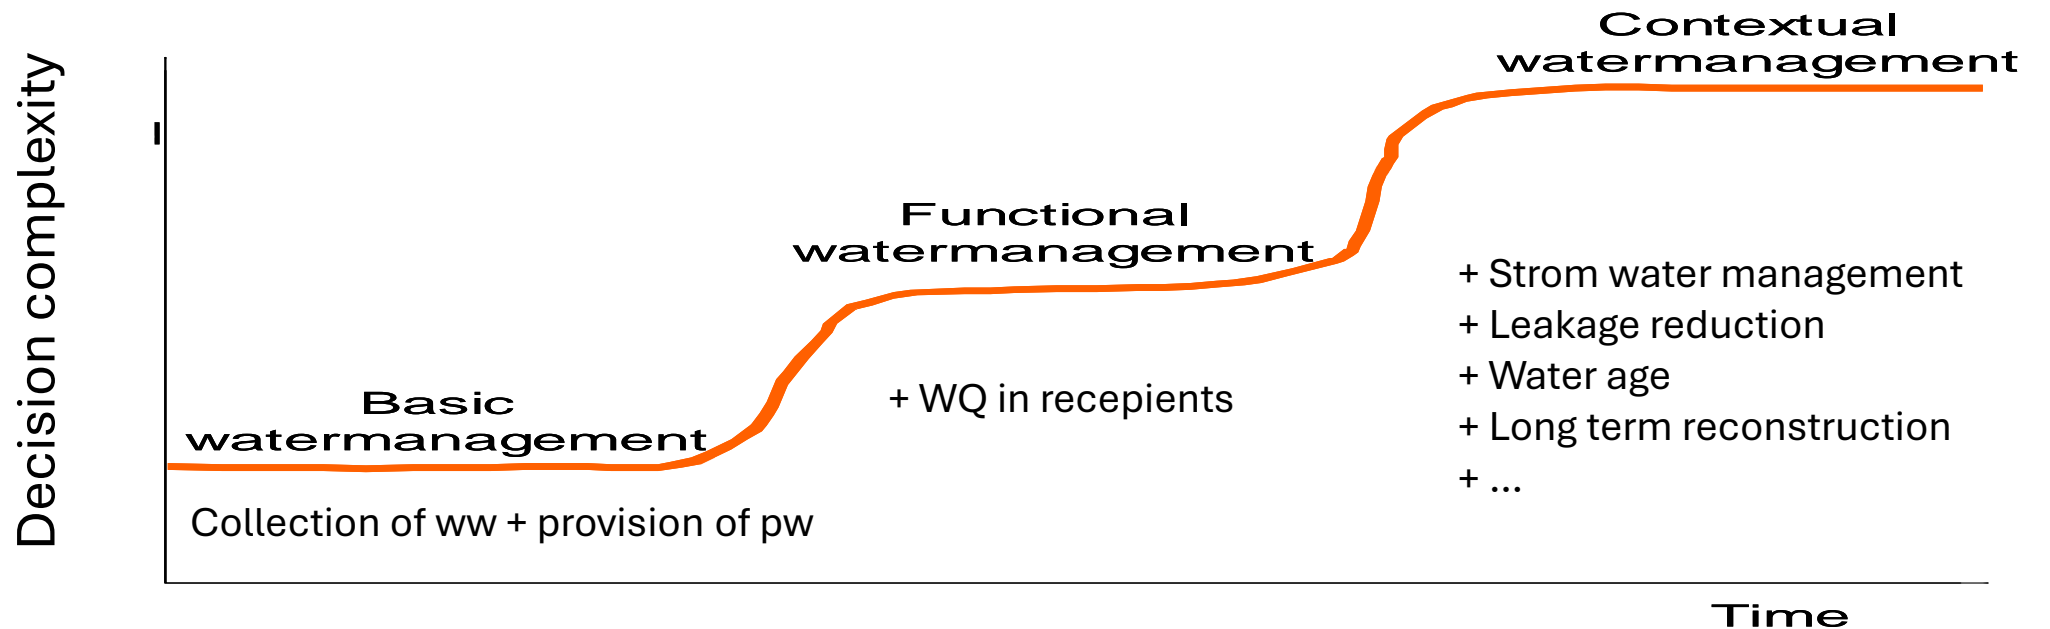 Contextual
watermanagement
Decision complexity
Functional
watermanagement
+ Strom water management
+ Leakage reduction
+ Water age
+ Long term reconstruction
+ ...
+ WQ in recepients
Basic
watermanagement
Collection of ww + provision of pw
Time